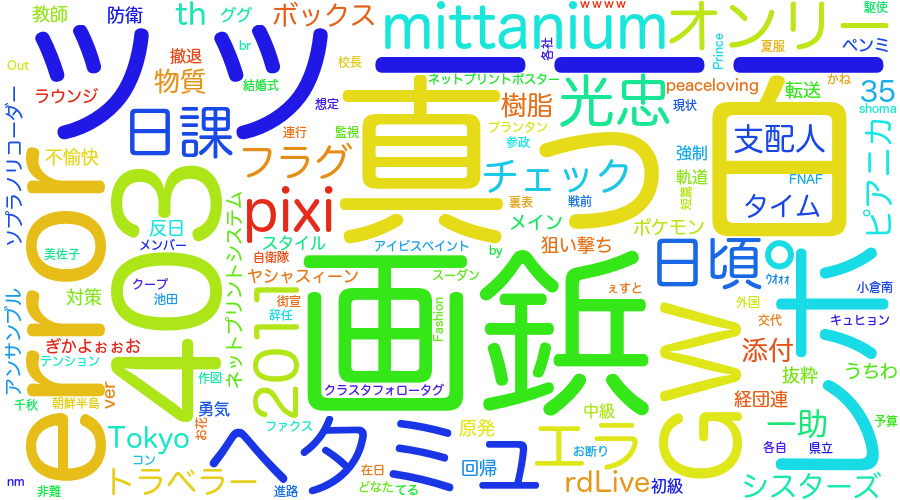 教師
防衛
th
ググ
ボックス
wwww
mittanium
オンリー
駆使
Out
ツッ
撤退
br
結婚式
校長
各社
Prince
夏服
ペンミ
ラウンジ
物質
想定
ネットプリントポスター
peaceloving
かね
転送
35
shoma
ソプラノリコーダー
日課
連行
監視
真っ白
プランタン
参政
光忠
樹脂
現状
支配人
不愉快
フラグ
チェック
強制
軌道
FNAF
タイム
ピアニカ
error
403
pixi
裏表
戦前
短編
メイン
ポケモン
反日
美佐子
メンバー
ネットプリントシステム
スタイル
アイビスペイント
by
狙い撃ち
日頃
ｳｵｫｫ
レポ
自衛隊
クープ
池田
ヤシャスィーン
スーダン
ぇすと
小倉南
アンサンブル
対策
2011
街宣
辞任
画鋲
Fashion
GW
外国
交代
キュヒョン
ぎかよぉぉお
テンション
作図
クラスタフォロータグ
添付
抜粋
うちわ
千秋
朝鮮半島
ver
勇気
お花
ファクス
中級
経団連
予算
Tokyo
コン
ヘタミュ
原発
エラー
一助
各自
県立
nm
非難
トラベラー
進路
在日
どなた
てる
回帰
お断り
rdLive
初級
シスターズ